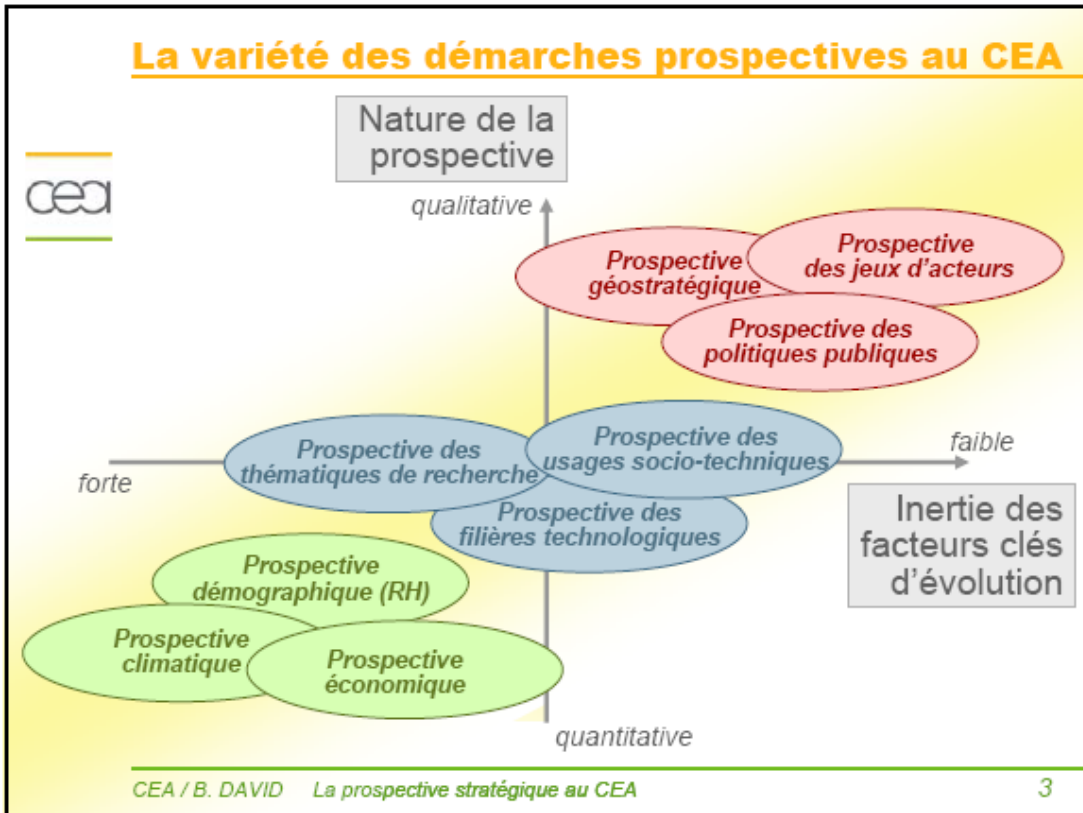 La variété des démarches prospectives au CEA
Nature de la
prospective
cea
qualitative
Prospective
géostratégique
Prospective
des jeux d'acteurs
Prospective des
politiques publiques
Prospective des
thématiques de recherche
Prospective des
usages socio-techniques
faible
forte
Prospective des
filières technologiques
Inertie des
facteurs clés
d'évolution
Prospective
démographique (RH)
Prospective
climatique
Prospective
économique
quantitative
CEA / B. DAVID La prospective stratégique au CEA 3